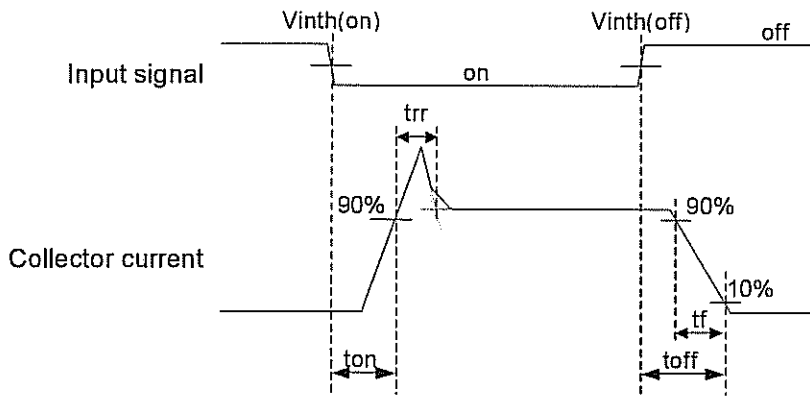 Vinth(on)
Vinth(off)
off
Input signal
on
trr
90%
90%
Collector current
10%
tf
ton
toff